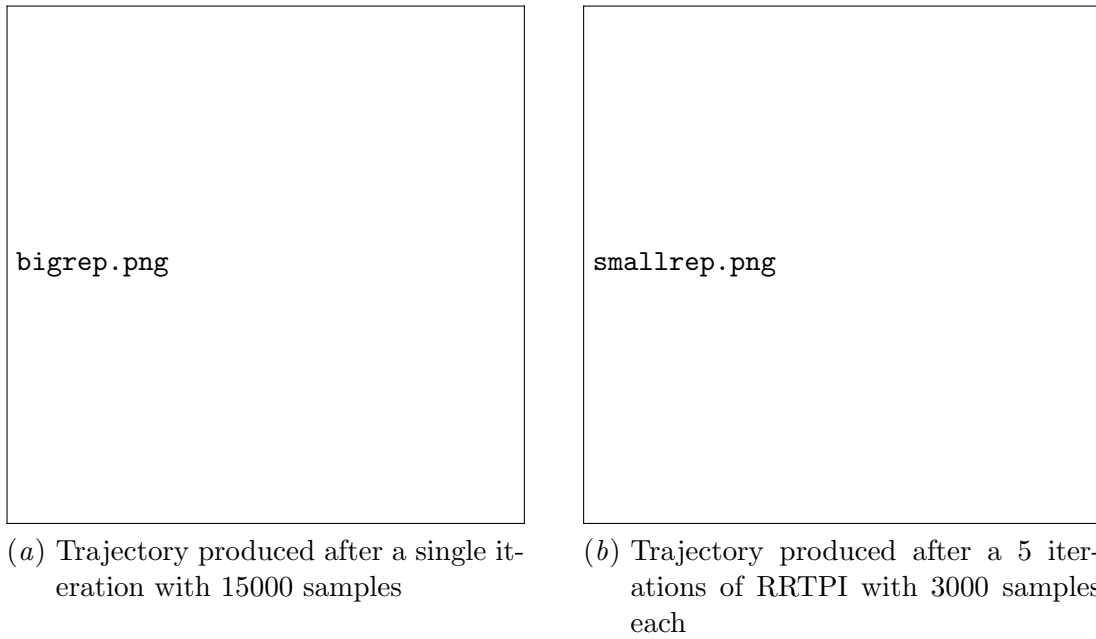 bigrep.png
smallrep.png
(a) Trajectory produced after a single it-
eration with 15000 samples
(b) Trajectory produced after a 5 iter-
ations of RRTPI with 3000 samples
each